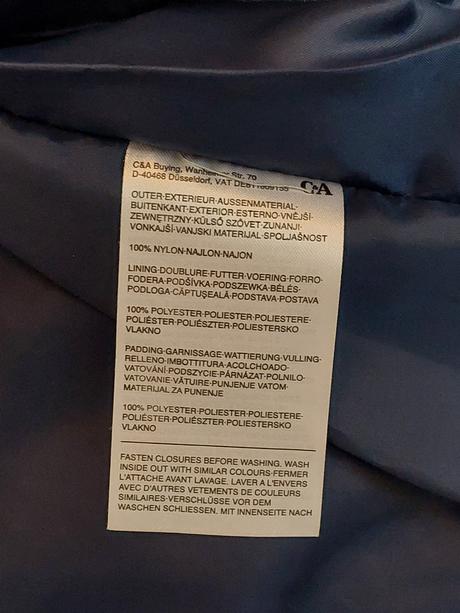 C&A Buying, Wanheimer Str. 70
D-40468 Düsseldorf, VAT
C&A
OUTER·EXTERIEUR·AUSSENMATERIAL·
BUITENKANT·EXTERIOR·ESTERNO·VNĚJŠÍ·
ZEWNĘTRZNY·KÜLSŐ SZÖVET·ZUNANJI·
VONKAJŠÍ·VANJSKI MATERIJAL·SPOLJAŠNOST
100% NYLON·NAJLON·NAJON
LINING·DOUBLURE·FUTTER·VOERING·FORRO·
FODERA·PODŠÍVKA·PODSZEWKA·BÉLÉS·
PODLOGA·CĂPTUȘEALĂ·PODSTAVA·POSTAVA
100% POLYESTER·POLIESTER·POLIESTERE·
POLIÉSTER·POLIÉSZTER·POLIESTERSKO
VLAKNO
PADDING·GARNISSAGE·WATTIERUNG·VULLING·
RELLENO·IMBOTTITURA·ACOLCHOADO·
VATOVÁNÍ·PODSZYCIE·PÁRNÁZAT·POLNILO·
VATOVANIE·VĂTUIRE·PUNJENJE VATOM·
MATERIJAL ZA PUNENJE
100% POLYESTER·POLIESTER·POLIESTERE·
POLIÉSTER·POLIÉSZTER·POLIESTERSKO
VLAKNO
FASTEN CLOSURES BEFORE WASHING. WASH
INSIDE OUT WITH SIMILAR COLOURS·FERMER
L'ATTACHE AVANT LAVAGE. LAVER A L'ENVERS
AVEC D'AUTRES VETEMENTS DE COULEURS
SIMILAIRES·VERSCHLÜSSE VOR DEM
WASCHEN SCHLIESSEN. MIT INNENSEITE NACH